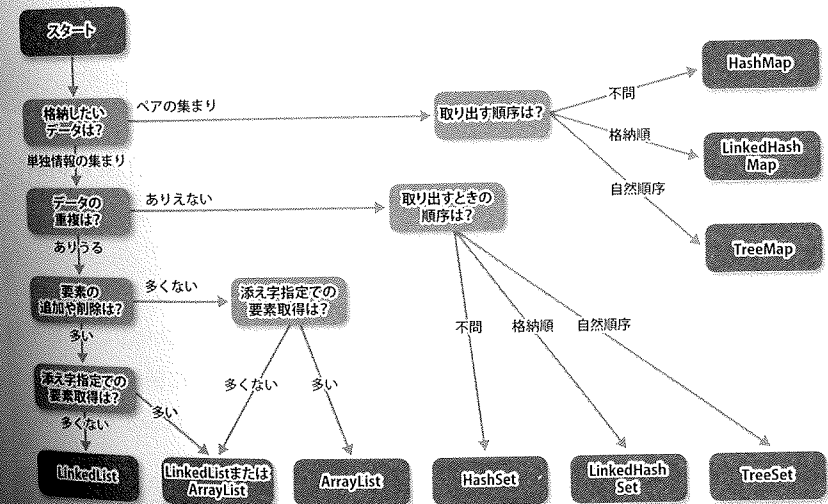 スタート
格納したい
データは?
ペアの集まり
取り出す順序は?
不問
HashMap
格納順
LinkedHash
Map
自然順序
TreeMap
単独情報の集まり
データの
重複は?
ありえない
取り出すときの
順序は?
ありうる
要素の
追加や削除は?
多くない
添え字指定での
要素取得は?
不問
格納順
自然順序
多い
添え字指定での
要素取得は?
多い
多くない
多い
多くない
LinkedList
LinkedListまたは
ArrayList
ArrayList
HashSet
LinkedHash
Set
TreeSet